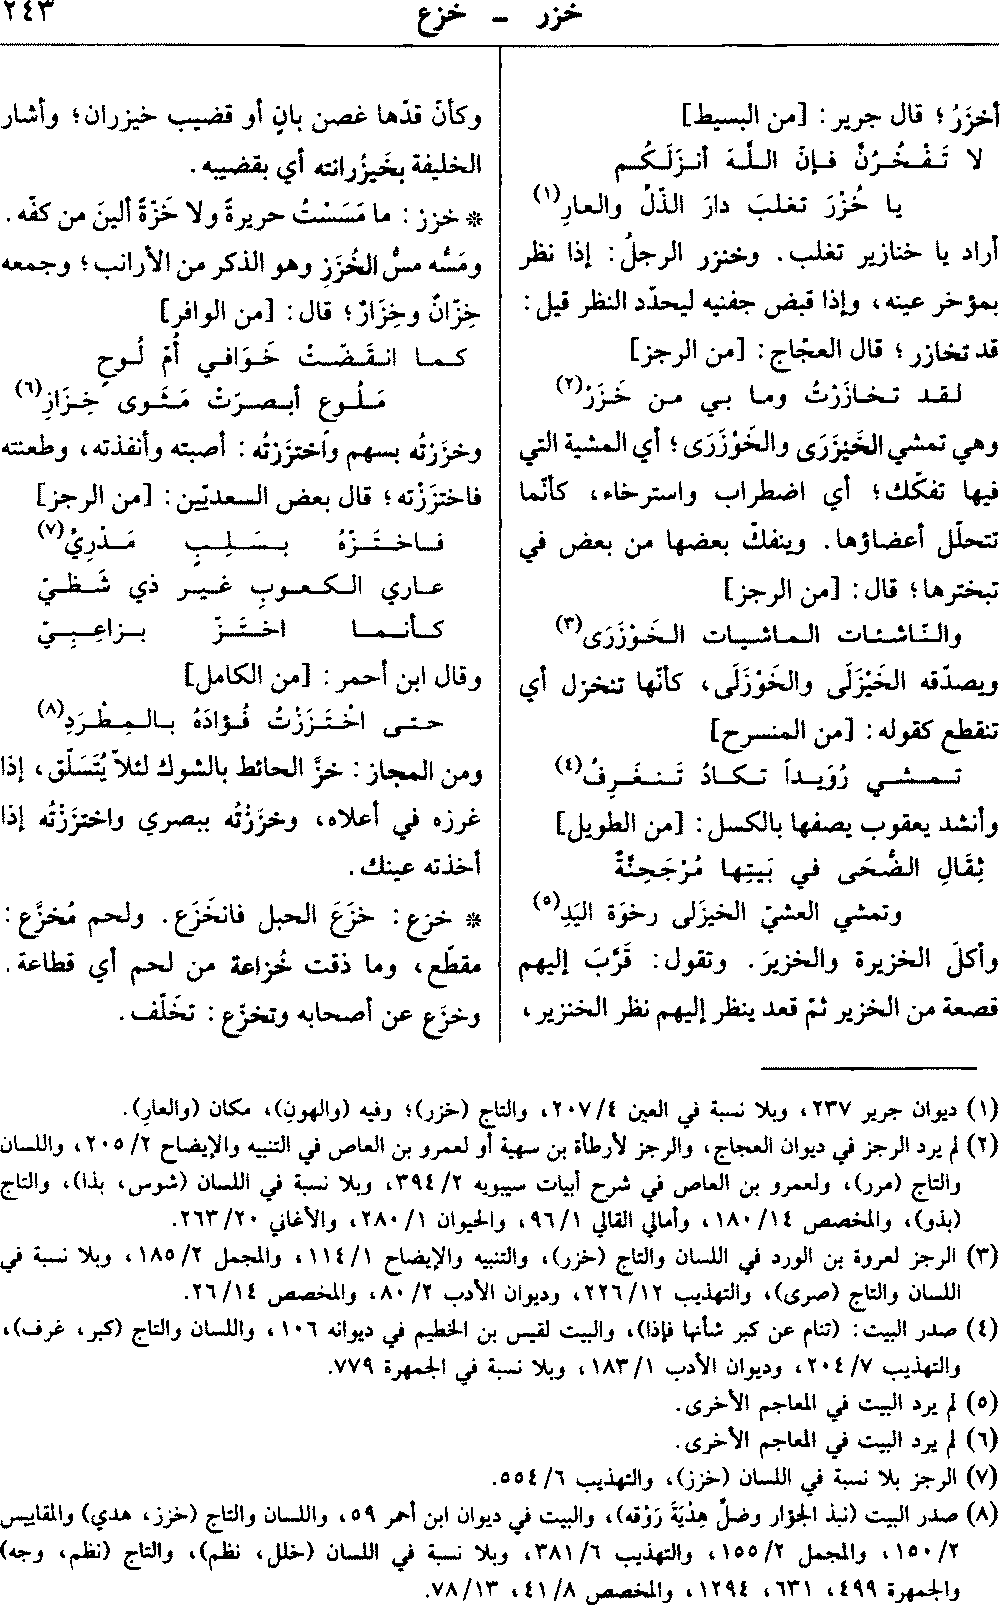 خزر - خزع
٢٤٣
أخزَرُ؛ قال جرير: [من البسيط]
لا تَفْخُرُنَّ فإنَّ اللَّهَ أنزَلَكُم
يا خُزْرَ تغلبَ دارَ الذّلّ والعارِ(١)
أراد يا خنازير تغلب. وخنزر الرجلُ: إذا نظر
بمؤخر عينه، وإذا قبض جفنيه ليحدّد النظر قيل:
قد تخازر؛ قال العجّاج: [من الرجز]
لقد تخازَرْتُ وما بي من خَزَرْ(٢)
وهي تمشي الخَيْزَرَى والخَوْزَرَى؛ أي المشية التي
فيها تفكّك؛ أي اضطراب واسترخاء، كأنّما
تتحلّل أعضاؤها. وينفكّ بعضها من بعض في
تبخترها؛ قال: [من الرجز]
والنّاشئات الماشيات الخَوْزَرَى(٣)
ويصدّقه الخَيْزَلَى والخَوْزَلَى، كأنّها تنخزل أي
تنقطع كقوله: [من المنسرح]
تمشي رُوَيداً تكادُ تَنغَرِفُ(٤)
وأنشد يعقوب يصفها بالكسل: [من الطويل]
ثِقَالِ الضُّحَى في بَيتِها مُرْجَحِنَّةً
وتمشي العشيّ الخيزَلى رخوَة اليَدِ(٥)
وأكلَ الخزيرة والخزيرَ. وتقول: قَرَّبَ إليهم
قصعة من الخزير ثمّ قعد ينظر إليهم نظر الخنزير،
وكأنّ قدّها غصن بانٍ أو قضيب خيزران؛ وأشار
الخليفة بخَيزُرانته أي بقضيبه.
* خزز: ما مَسَسْتُ حريرةً ولا خَزّةً ألينَ من كفّه.
ومَسُّه مسُّ الخُزَزِ وهو الذكر من الأرانب؛ وجمعه
خِزّانٌ وخِزَازٌ؛ قال: [من الوافر]
كما انقَضّتْ خَوَافي أُمّ لُوحٍ
مَلُوع أبصرَتْ مَثْوى خِزَازِ(٦)
وخزَزتُه بسهم واختزَزتُه: أصبته وأنفذته، وطعنته
فاختزَزْته؛ قال بعض السعديّين: [من الرجز]
فاختَزّهُ بسَلِبٍ مَدْرِيّ(٧)
عاري الكعوبِ غير ذي شَظيّ
كأنما اختَزّ بزاعِبيّ
وقال ابن أحمر: [من الكامل]
حتى اخْتَزَزْتُ فُؤادَهُ بالمِطْرَدِ(٨)
ومن المجاز: خزَّ الحائط بالشوك لئلاّ يُتَسَلّق، إذا
غرزه في أعلاه، وخزَزْتُه ببصري واختزَزْتُه إذا
أخذته عينك.
* خزع: خزَعَ الحبل فانخَزَع. ولحم مُخزَّع:
مقطّع، وما ذقت خُزاعة من لحم أي قطاعة.
وخزَع عن أصحابه وتخزّع: تخَلّف.
(١) ديوان جرير ٢٣٧، وبلا نسبة في العين ٢٠٧/٤، والتاج (خزر)؛ وفيه (والهونِ)، مكان (والعارِ).
(٢) لم يرد الرجز في ديوان العجاج، والرجز لأرطأة بن سهية أو لعمرو بن العاص في التنبيه والإيضاح ٢٠٥/٢، واللسان
والتاج (مرر)، ولعمرو بن العاص في شرح أبيات سيبويه ٣٩٤/٢، وبلا نسبة في اللسان (شوس، بذا)، والتاج
(بذو)، والمخصص ١٨٠/١٤، وأمالي القالي ٩٦/١، والحيوان ٢٨٠/١، والأغاني ٢٦٣/٢٠.
(٣) الرجز لعروة بن الورد في اللسان والتاج (خزر)، والتنبيه والإيضاح ١١٤/١، والمجمل ١٨٥/٢، وبلا نسبة في
اللسان والتاج (صرى)، والتهذيب ٢٢٦/١٢، وديوان الأدب ٨٠/٢، والمخصص ٢٦/١٤.
(٤) صدر البيت: (تنام عن كبر شأنها فإذا)، والبيت لقيس بن الخطيم في ديوانه ١٠٦، واللسان والتاج (كبر، غرف)،
والتهذيب ٢٠٤/٧، وديوان الأدب ١٨٣/١، وبلا نسبة في الجمهرة ٧٧٩.
(٥) لم يرد البيت في المعاجم الأخرى.
(٦) لم يرد البيت في المعاجم الأخرى.
(٧) الرجز بلا نسبة في اللسان (خزز)، والتهذيب ٥٥٤/٦.
(٨) صدر البيت (نبذ الجؤار وضلَّ هِدْيَةَ رَوْقه)، والبيت في ديوان ابن أحمر ٥٩، واللسان والتاج (خزز، هدي) والمقاييس
١٥٠/٢، والمجمل ١٥٥/٢، والتهذيب ٣٨١/٦، وبلا نسبة في اللسان (خلل، نظم)، والتاج (نظم، وجه)
والجمهرة ٤٩٩، ٦٣١، ١٢٩٤، والمخصص ٤١/٨، ٧٨/١٣.